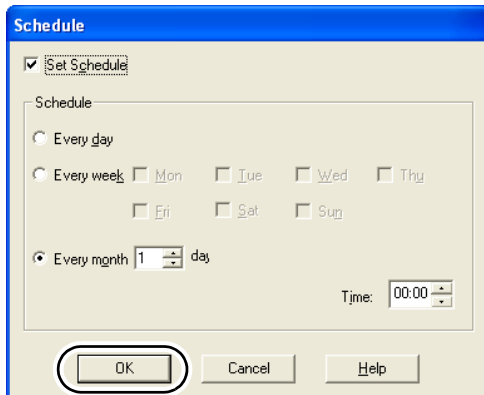 Schedule
Set Schedule
Schedule
Every day
Every week Mon Tue Wed Thu
Fri Sat Sun
Every month 1 day
Time: 00:00
OK Cancel Help